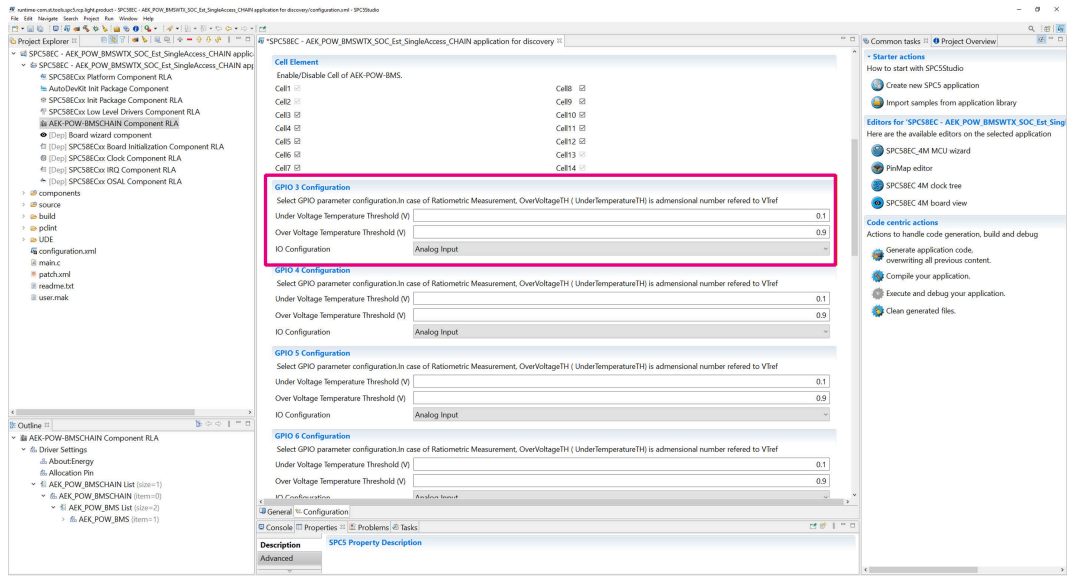 runtime-com.st.tools.spc5.rcp.light.product - SPC38EC - AEK_POW_BMSWTX_SOC_Est_SingleAccess_CHAIN application for discovery/configuration.xml - SPC5Studio
File Edit Navigate Search Project Run Window Help
Project Explorer
SPC58EC - AEK_POW_BMSWTX_SOC_Est_SingleAccess_CHAIN applic
SPC58EC - AEK_POW_BMSWTX_SOC_Est_SingleAccess_CHAIN app
SPC58ECxx Platform Component RLA
AutoDevKit Init Package Component
SPC58ECxx Init Package Component RLA
SPC58ECxx Low Level Drivers Component RLA
AEK-POW-BMSCHAIN Component RLA
[Dep] Board wizard component
[Dep] SPC58ECxx Board Initialization Component RLA
[Dep] SPC58ECxx Clock Component RLA
[Dep] SPC58ECxx IRQ Component RLA
[Dep] SPC58ECxx OSAL Component RLA
components
source
build
pclint
UDE
configuration.xml
main.c
patch.xml
readme.txt
user.mak
Outline
AEK-POW-BMSCHAIN Component RLA
Driver Settings
About:Energy
Allocation Pin
AEK_POW_BMSCHAIN List (size=1)
AEK_POW_BMSCHAIN (item=0)
AEK_POW_BMS List (size=2)
AEK_POW_BMS (item=1)
*SPC58EC - AEK_POW_BMSWTX_SOC_Est_SingleAccess_CHAIN application for discovery
Cell Element
Enable/Disable Cell of AEK-POW-BMS.
Cell1 Cell8
Cell2 Cell9
Cell3 Cell10
Cell4 Cell11
Cell5 Cell12
Cell6 Cell13
Cell7 Cell14
GPIO 3 Configuration
Select GPIO parameter configuration.In case of Ratiometric Measurement, OverVoltageTH ( UnderTemperatureTH) is admensional number refered to VTref
Under Voltage Temperature Threshold (V) 0.1
Over Voltage Temperature Threshold (V) 0.9
IO Configuration Analog Input
GPIO 4 Configuration
Select GPIO parameter configuration.In case of Ratiometric Measurement, OverVoltageTH ( UnderTemperatureTH) is admensional number refered to VTref
Under Voltage Temperature Threshold (V) 0.1
Over Voltage Temperature Threshold (V) 0.9
IO Configuration Analog Input
GPIO 5 Configuration
Select GPIO parameter configuration.In case of Ratiometric Measurement, OverVoltageTH ( UnderTemperatureTH) is admensional number refered to VTref
Under Voltage Temperature Threshold (V) 0.1
Over Voltage Temperature Threshold (V) 0.9
IO Configuration Analog Input
GPIO 6 Configuration
Select GPIO parameter configuration.In case of Ratiometric Measurement, OverVoltageTH ( UnderTemperatureTH) is admensional number refered to VTref
Under Voltage Temperature Threshold (V) 0.1
Over Voltage Temperature Threshold (V) 0.9
IO Configuration Analog Input
General Configuration
Console Properties Problems Tasks
Description SPC5 Property Description
Advanced
Common tasks Project Overview
Starter actions
How to start with SPC5Studio
Create new SPC5 application
Import samples from application library
Editors for 'SPC58EC - AEK_POW_BMSWTX_SOC_Est_Singl
Here are the available editors on the selected application
SPC58EC_4M MCU wizard
PinMap editor
SPC58EC 4M clock tree
SPC58EC 4M board view
Code centric actions
Actions to handle code generation, build and debug
Generate application code,
overwriting all previous content.
Compile your application.
Execute and debug your application.
Clean generated files.